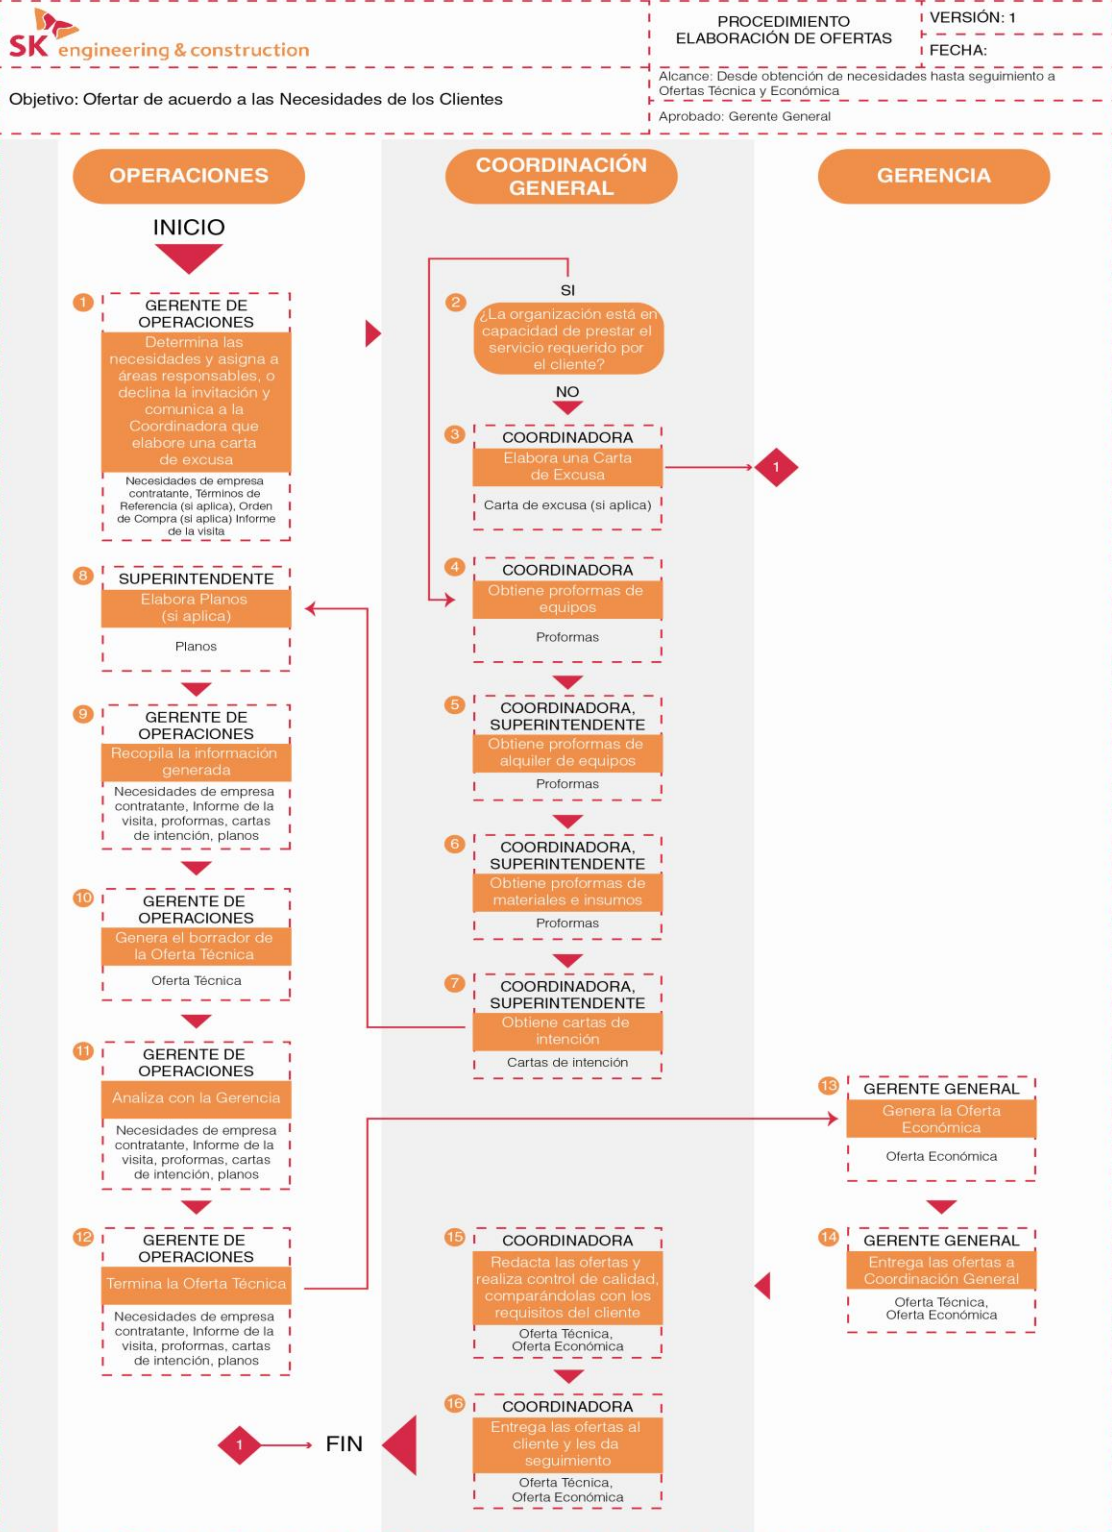 SK engineering & construction
PROCEDIMIENTO
ELABORACIÓN DE OFERTAS
VERSIÓN: 1
FECHA:
Objetivo: Ofertar de acuerdo a las Necesidades de los Clientes
Alcance: Desde obtención de necesidades hasta seguimiento a
Ofertas Técnica y Económica
Aprobado: Gerente General
OPERACIONES
COORDINACIÓN
GENERAL
GERENCIA
INICIO
1
GERENTE DE
OPERACIONES
Determina las
necesidades y asigna a
áreas responsables, o
declina la invitación y
comunica a la
Coordinadora que
elabore una carta
de excusa
Necesidades de empresa
contratante, Términos de
Referencia (si aplica), Orden
de Compra (si aplica) Informe
de la visita
SI
2
¿La organización está en
capacidad de prestar el
servicio requerido por
el cliente?
NO
3
COORDINADORA
Elabora una Carta
de Excusa
Carta de excusa (si aplica)
1
4
COORDINADORA
Obtiene proformas de
equipos
Proformas
5
COORDINADORA,
SUPERINTENDENTE
Obtiene proformas de
alquiler de equipos
Proformas
6
COORDINADORA,
SUPERINTENDENTE
Obtiene proformas de
materiales e insumos
Proformas
7
COORDINADORA,
SUPERINTENDENTE
Obtiene cartas de
intención
Cartas de intención
8
SUPERINTENDENTE
Elabora Planos
(si aplica)
Planos
9
GERENTE DE
OPERACIONES
Recopila la información
generada
Necesidades de empresa
contratante, Informe de la
visita, proformas, cartas
de intención, planos
10
GERENTE DE
OPERACIONES
Genera el borrador de
la Oferta Técnica
Oferta Técnica
11
GERENTE DE
OPERACIONES
Analiza con la Gerencia
Necesidades de empresa
contratante, Informe de la
visita, proformas, cartas
de intención, planos
12
GERENTE DE
OPERACIONES
Termina la Oferta Técnica
Necesidades de empresa
contratante, Informe de la
visita, proformas, cartas
de intención, planos
13
GERENTE GENERAL
Genera la Oferta
Económica
Oferta Económica
14
GERENTE GENERAL
Entrega las ofertas a
Coordinación General
Oferta Técnica,
Oferta Económica
15
COORDINADORA
Redacta las ofertas y
realiza control de calidad,
comparándolas con los
requisitos del cliente
Oferta Técnica,
Oferta Económica
16
COORDINADORA
Entrega las ofertas al
cliente y les da
seguimiento
Oferta Técnica,
Oferta Económica
1
FIN